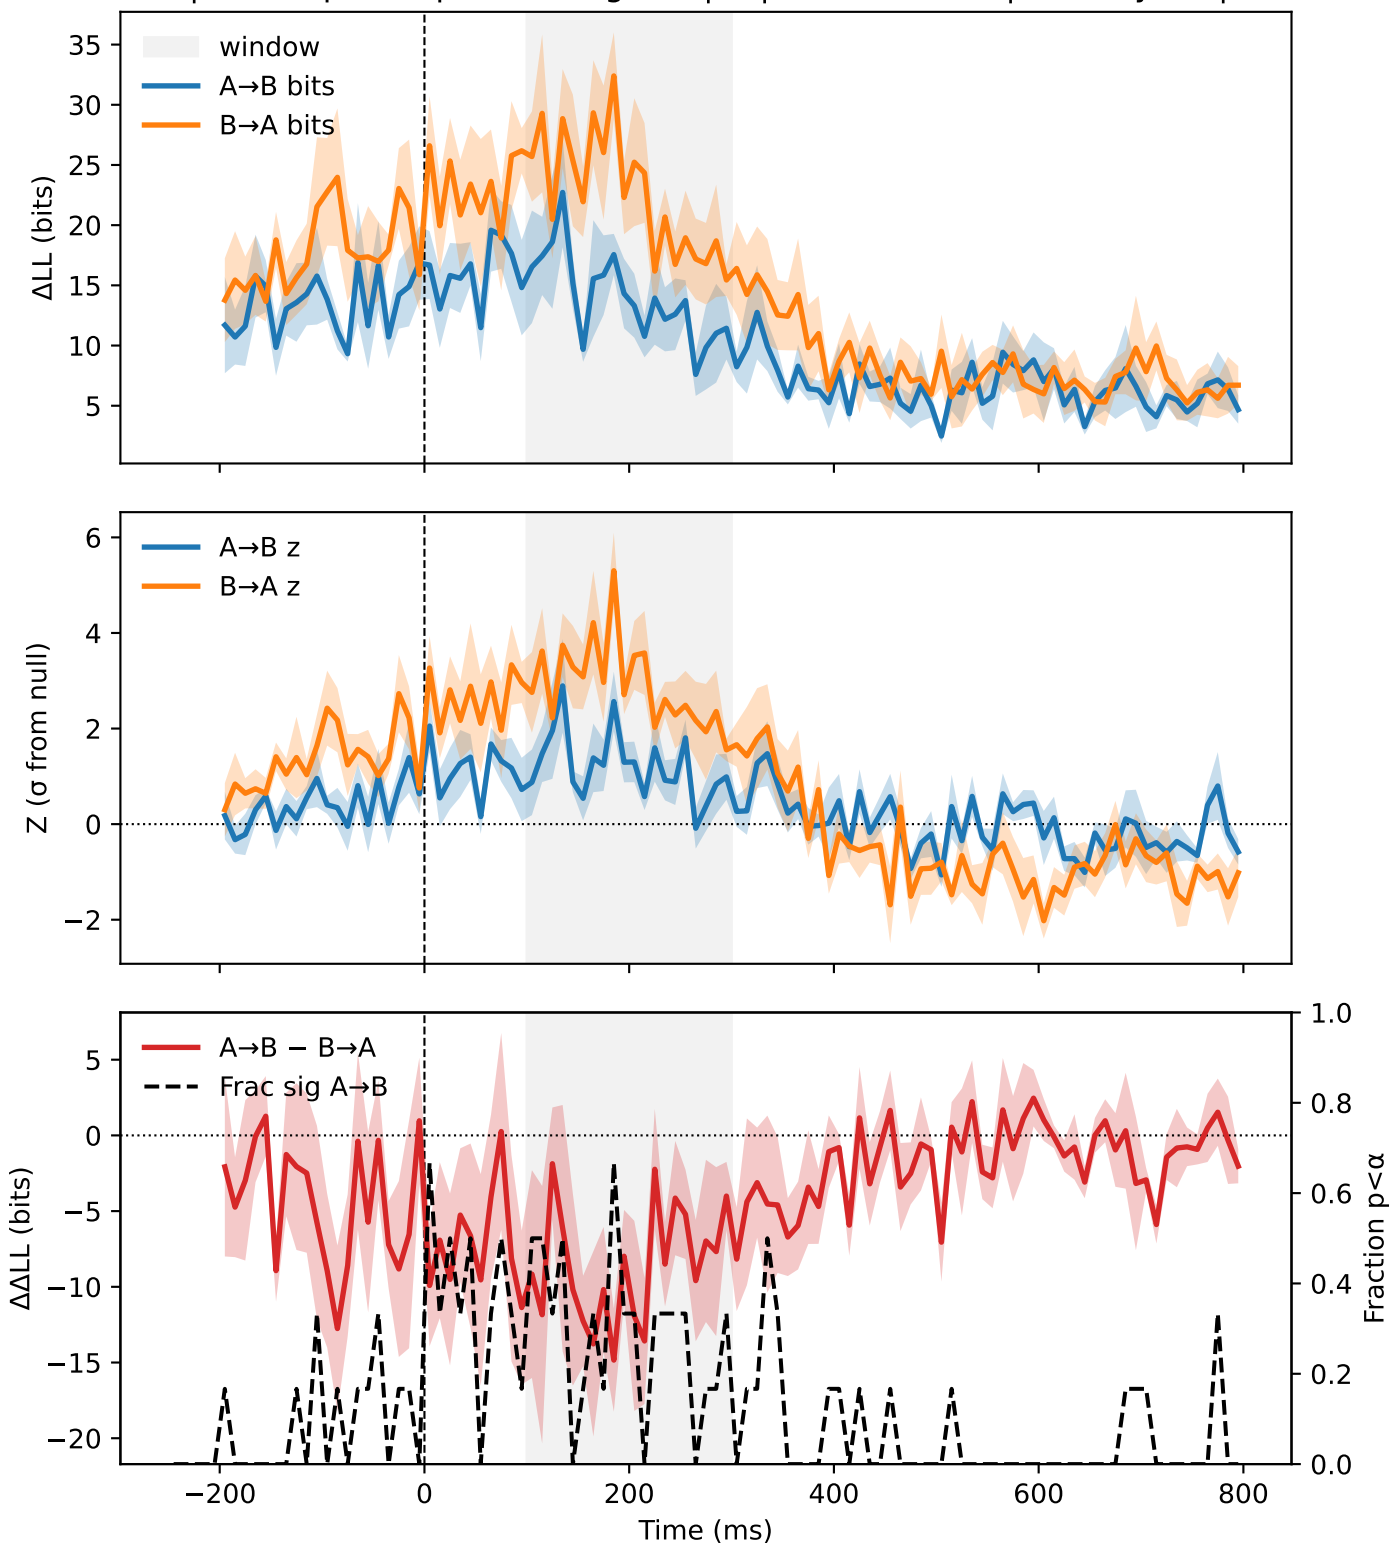 35
30
25
20
15
10
5
ΔLL (bits)
window
A→B bits
B→A bits
6
4
2
0
−2
Z (σ from null)
A→B z
B→A z
5
0
−5
−10
−15
−20
ΔΔLL (bits)
A→B − B→A
Frac sig A→B
1.0
0.8
0.6
0.4
0.2
0.0
Fraction p<α
−200
0
200
400
600
800
Time (ms)